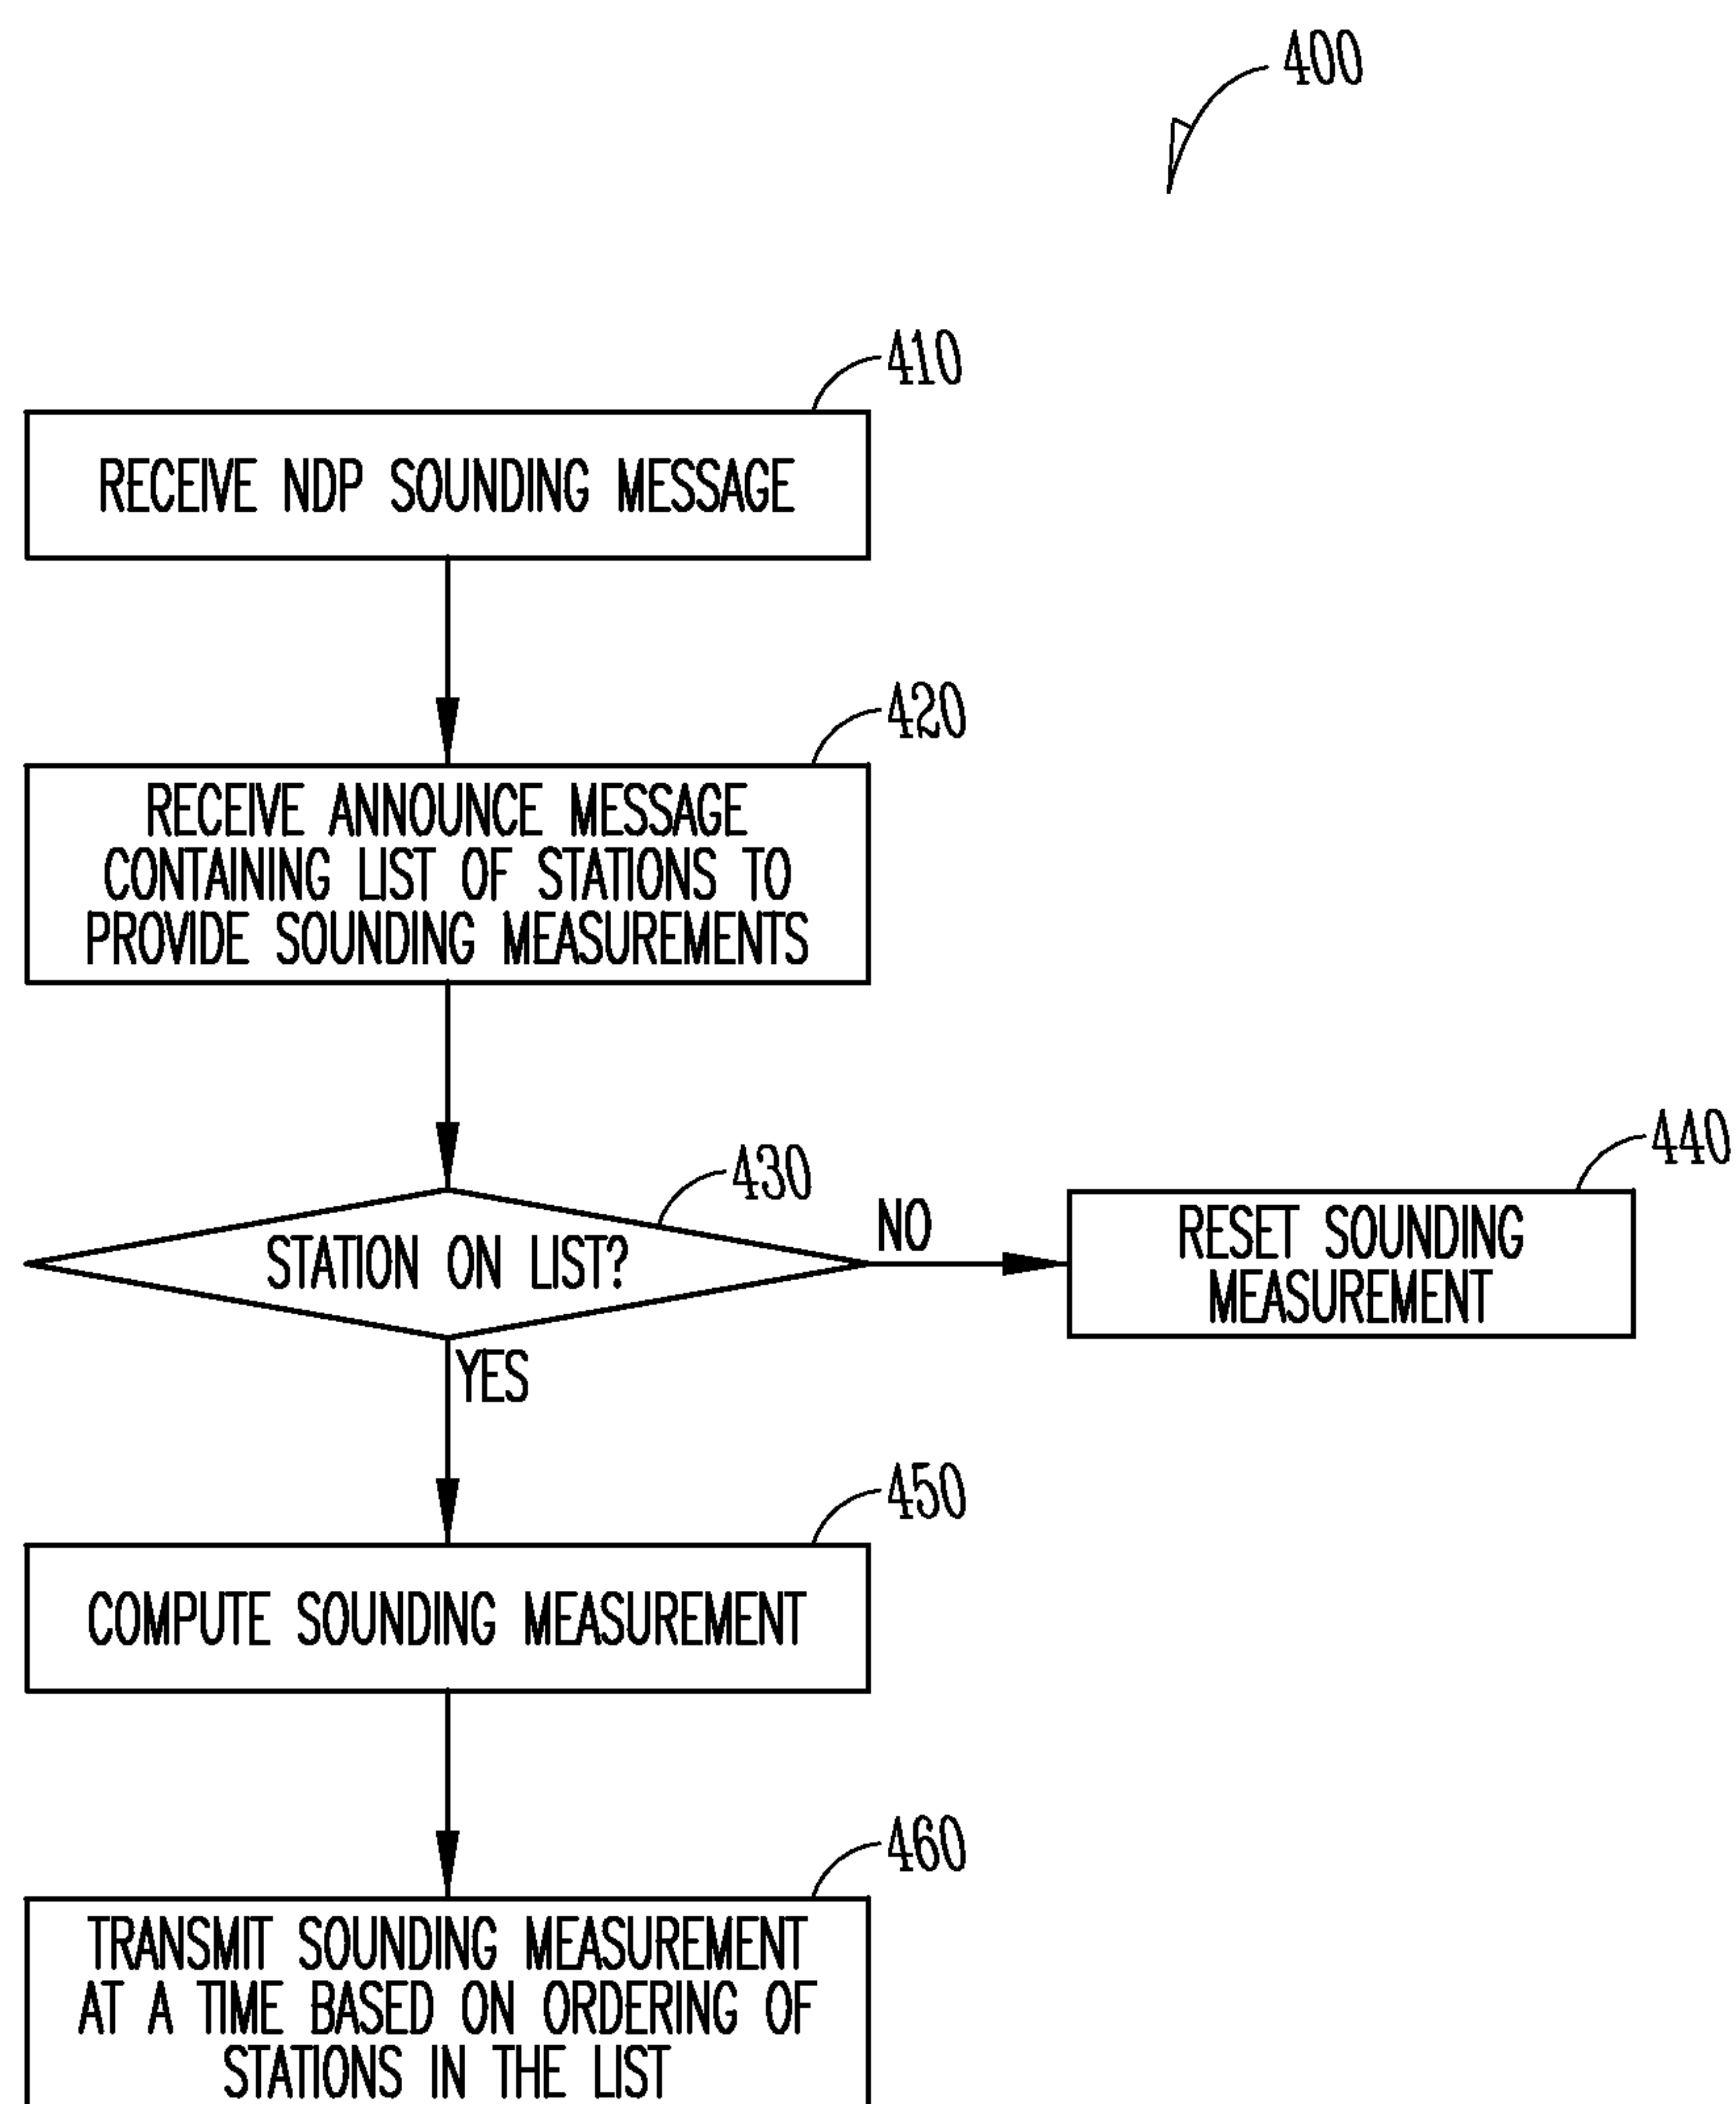 400
410
RECEIVE NDP SOUNDING MESSAGE
420
RECEIVE ANNOUNCE MESSAGE
CONTAINING LIST OF STATIONS TO
PROVIDE SOUNDING MEASUREMENTS
430
STATION ON LIST?
NO
440
RESET SOUNDING
MEASUREMENT
YES
450
COMPUTE SOUNDING MEASUREMENT
460
TRANSMIT SOUNDING MEASUREMENT
AT A TIME BASED ON ORDERING OF
STATIONS IN THE LIST